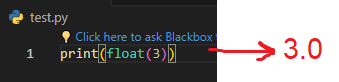 test.py
Click here to ask Blackbox
1 print(float(3)) 3.0